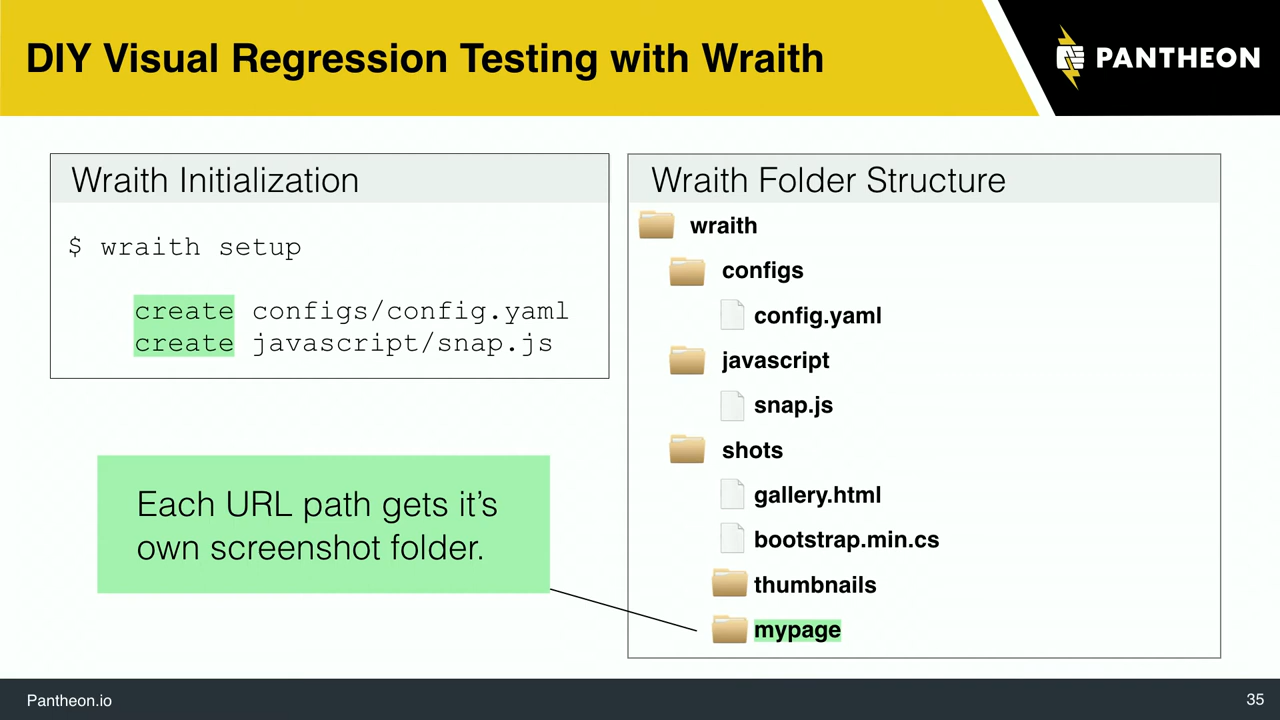 DIY Visual Regression Testing with Wraith
PANTHEON
Wraith Initialization
$ wraith setup
create configs/config.yaml
create javascript/snap.js
Each URL path gets it’s
own screenshot folder.
Wraith Folder Structure
wraith
configs
config.yaml
javascript
snap.js
shots
gallery.html
bootstrap.min.cs
thumbnails
mypage
Pantheon.io
35